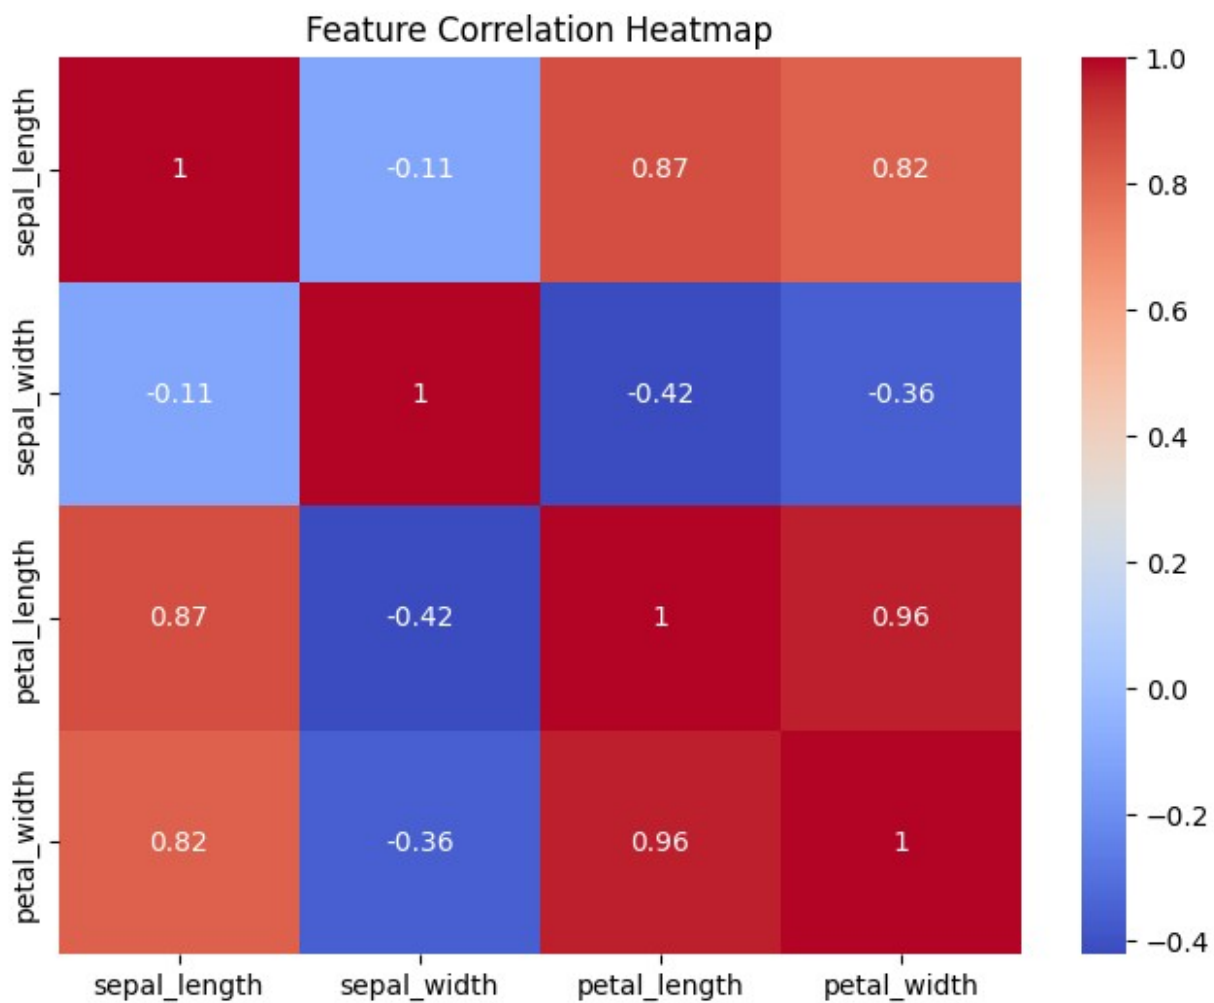 Feature Correlation Heatmap
sepal_length
1
-0.11
0.87
0.82
sepal_width
-0.11
1
-0.42
-0.36
petal_length
0.87
-0.42
1
0.96
petal_width
0.82
-0.36
0.96
1
sepal_length
sepal_width
petal_length
petal_width
1.0
0.8
0.6
0.4
0.2
0.0
−0.2
−0.4